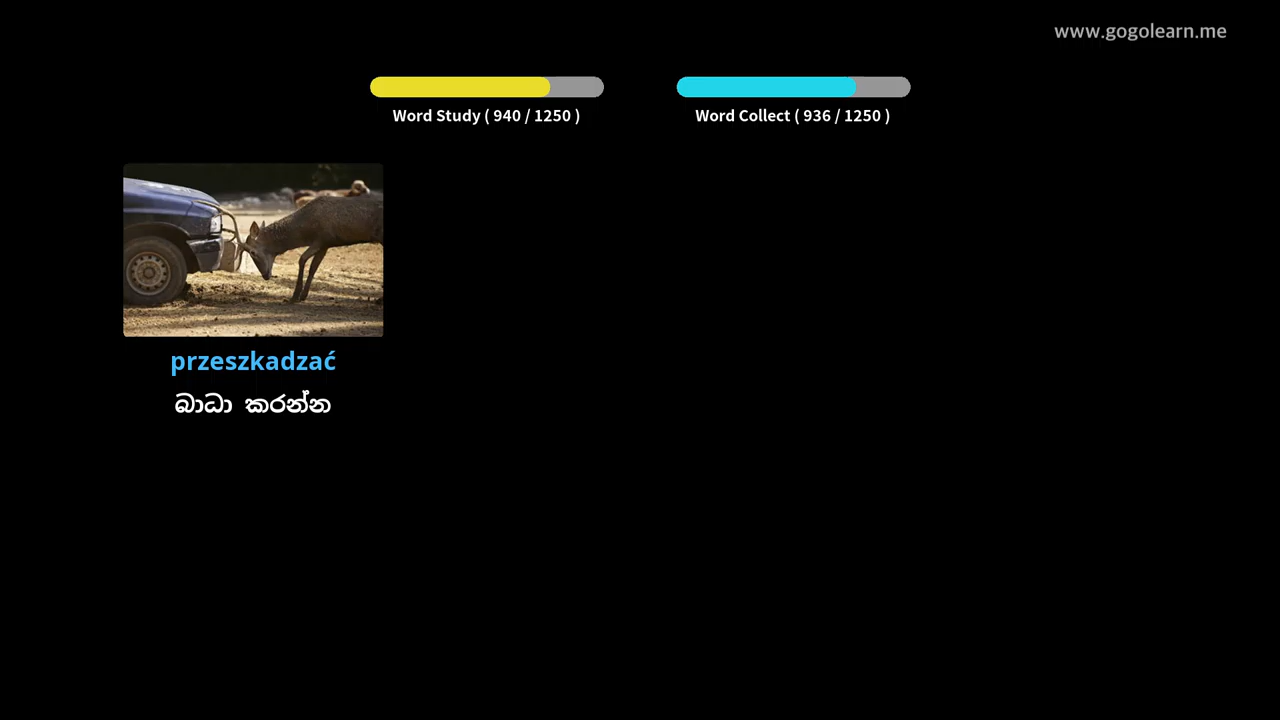 www.gogolearn.me
Word Study ( 940 / 1250 )
Word Collect ( 936 / 1250 )
przeszkadzać
බාධා කරන්න